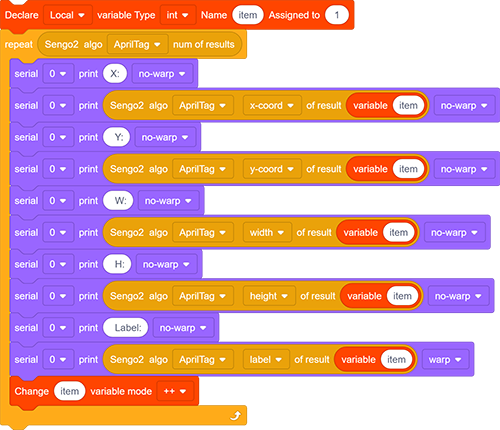 Declare Local variable Type int Name item Assigned to 1
repeat Sengo2 algo AprilTag num of results
serial 0 print X: no-warp
serial 0 print Sengo2 algo AprilTag x-coord of result variable item no-warp
serial 0 print Y: no-warp
serial 0 print Sengo2 algo AprilTag y-coord of result variable item no-warp
serial 0 print W: no-warp
serial 0 print Sengo2 algo AprilTag width of result variable item no-warp
serial 0 print H: no-warp
serial 0 print Sengo2 algo AprilTag height of result variable item no-warp
serial 0 print Label: no-warp
serial 0 print Sengo2 algo AprilTag label of result variable item warp
Change item variable mode ++